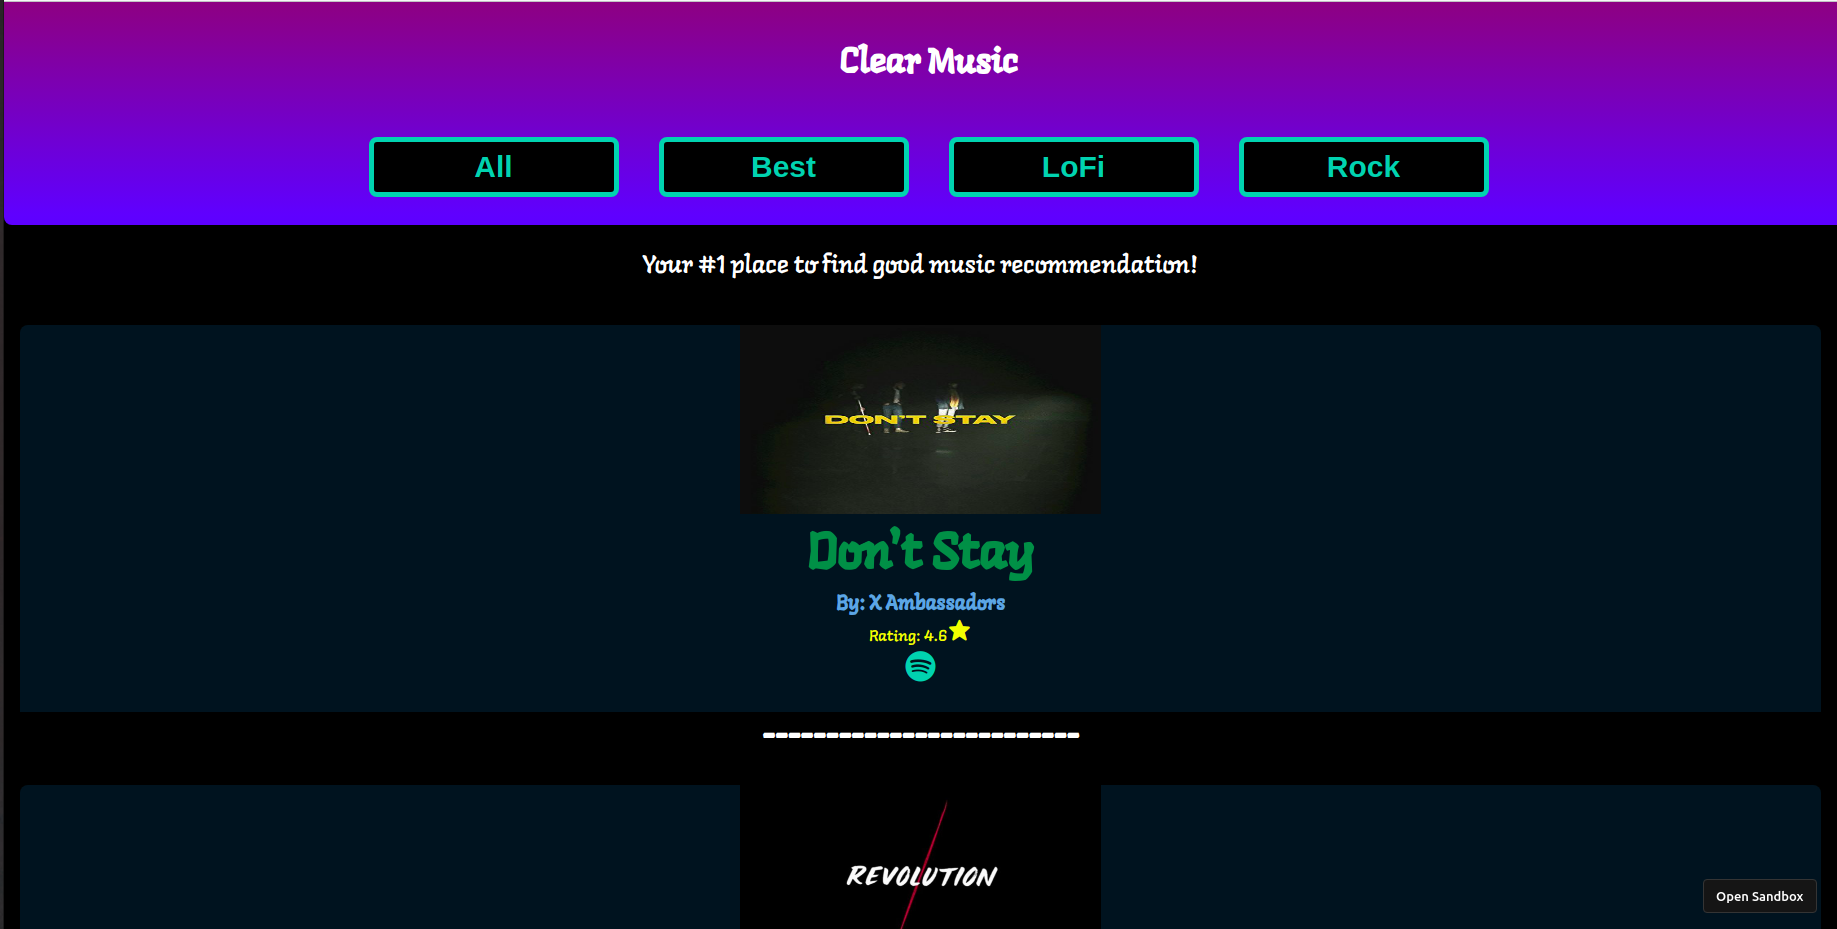 Clear Music
All Best LoFi Rock
Your #1 place to find good music recommendation!
DON'T STAY
Don't Stay
By: X Ambassadors
Rating: 4.6
-------------------------
REVOLUTION
Open Sandbox